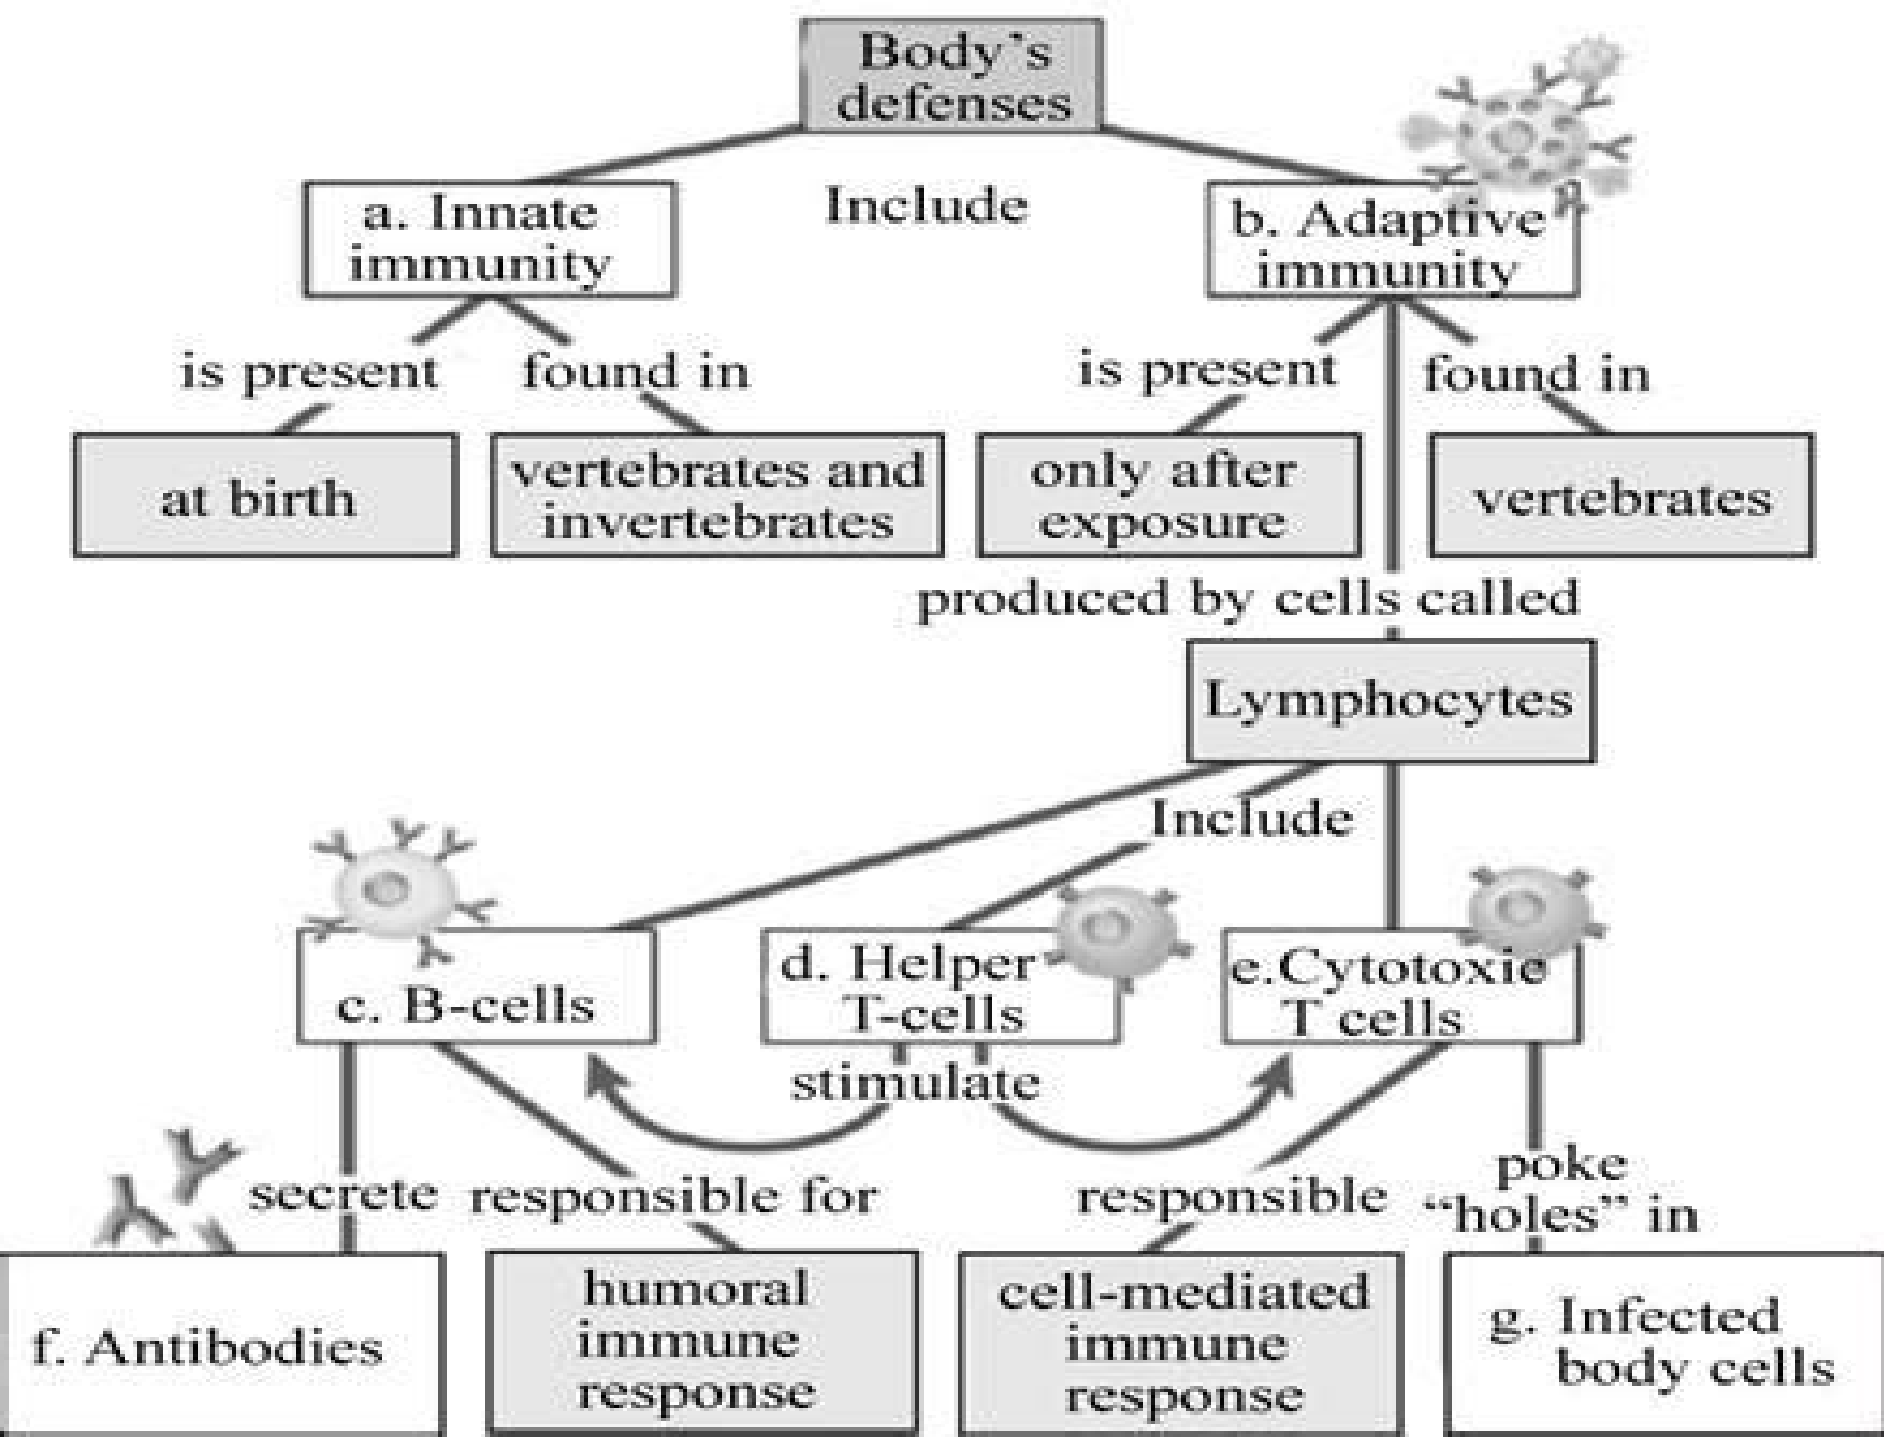 Body's
defenses
a. Innate
immunity
Include
b. Adaptive
immunity
is present
found in
is present
found in
at birth
vertebrates and
invertebrates
only after
exposure
vertebrates
produced by cells called
Lymphocytes
Include
c. B-cells
d. Helper
T-cells
e.Cytotoxic
T cells
stimulate
secrete
responsible for
responsible
poke
“holes” in
f. Antibodies
humoral
immune
response
cell-mediated
immune
response
g. Infected
body cells